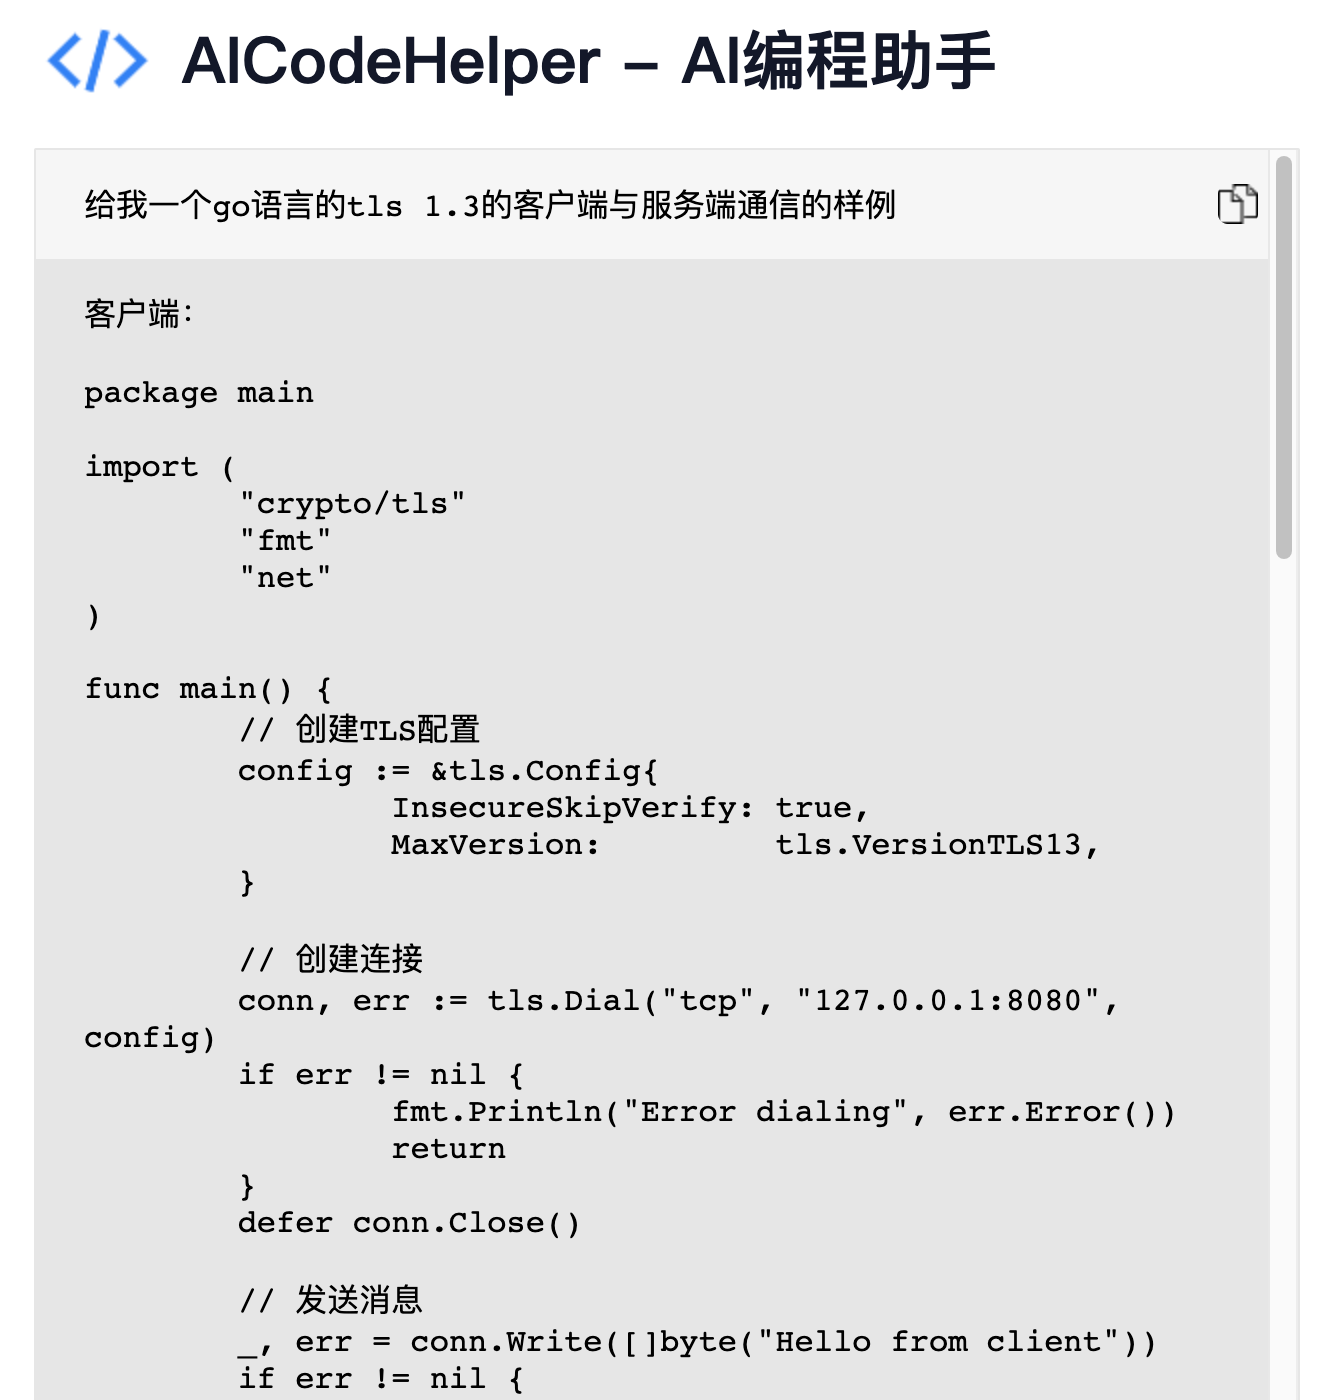 </> AICodeHelper – AI编程助手
给我一个go语言的tls 1.3的客户端与服务端通信的样例
客户端:
package main
import (
        "crypto/tls"
        "fmt"
        "net"
)
func main() {
        // 创建TLS配置
        config := &tls.Config{
                InsecureSkipVerify: true,
                MaxVersion:         tls.VersionTLS13,
        }
        // 创建连接
        conn, err := tls.Dial("tcp", "127.0.0.1:8080",
config)
        if err != nil {
                fmt.Println("Error dialing", err.Error())
                return
        }
        defer conn.Close()
        // 发送消息
        _, err = conn.Write([]byte("Hello from client"))
        if err != nil {